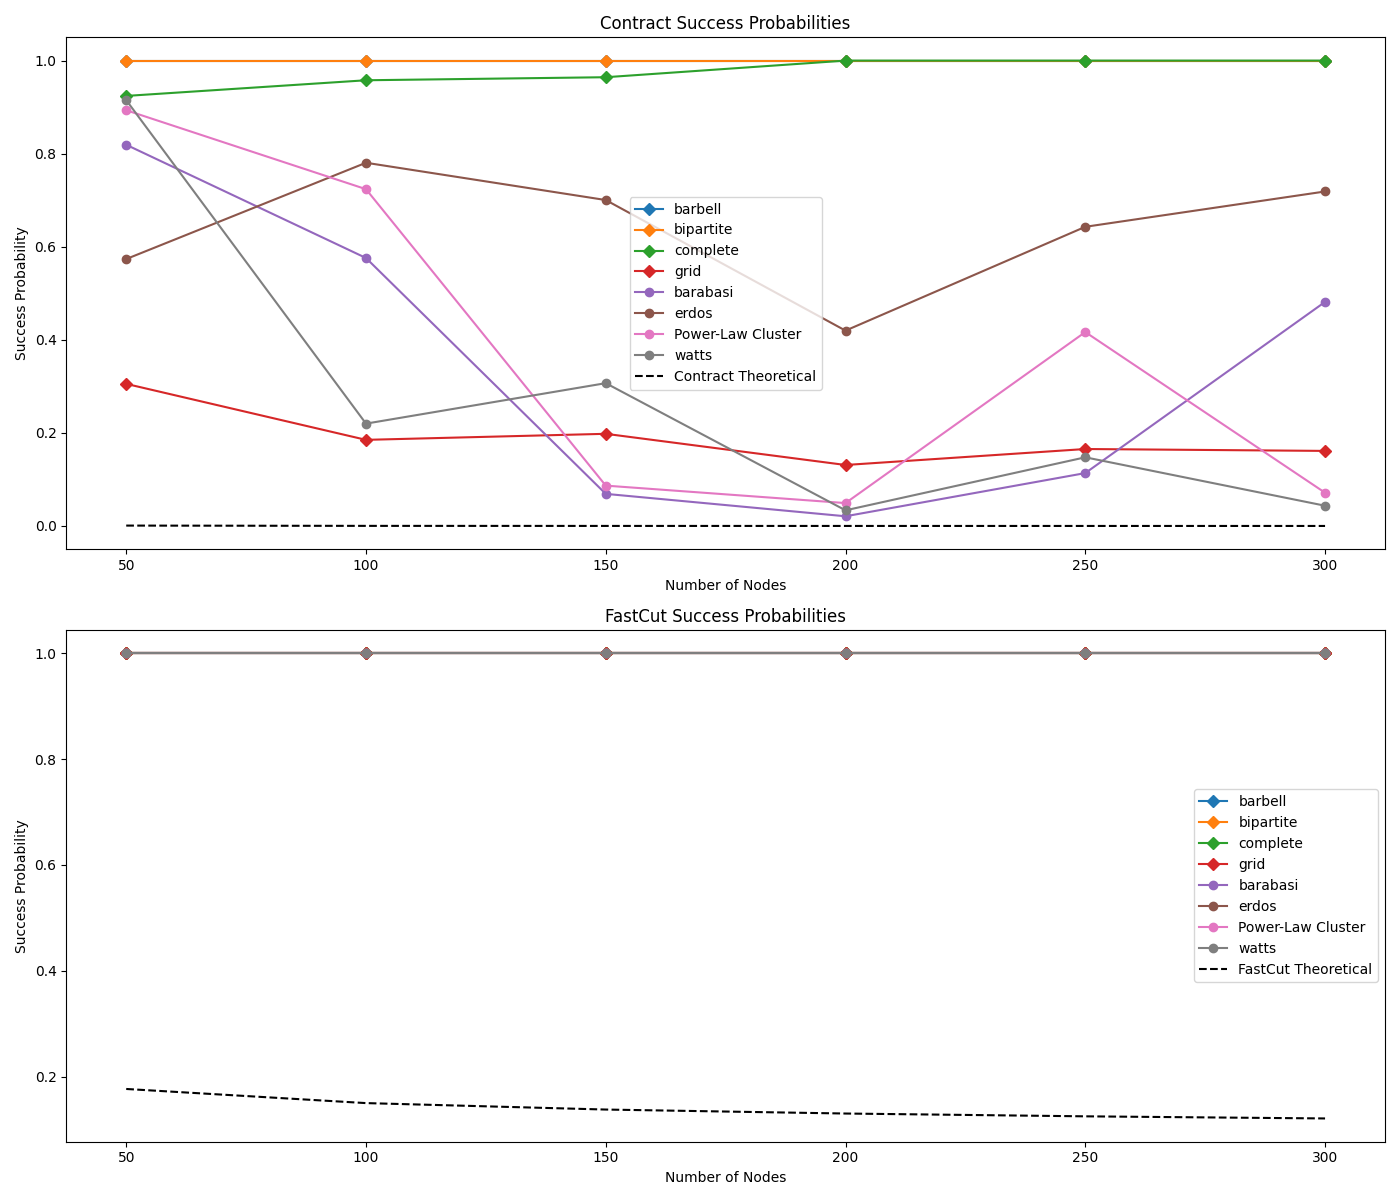 Contract Success Probabilities
Success Probability
1.0
0.8
0.6
0.4
0.2
0.0
barbell
bipartite
complete
grid
barabasi
erdos
Power-Law Cluster
watts
Contract Theoretical
50 100 150 200 250 300
Number of Nodes
FastCut Success Probabilities
Success Probability
1.0
0.8
0.6
0.4
0.2
barbell
bipartite
complete
grid
barabasi
erdos
Power-Law Cluster
watts
FastCut Theoretical
50 100 150 200 250 300
Number of Nodes